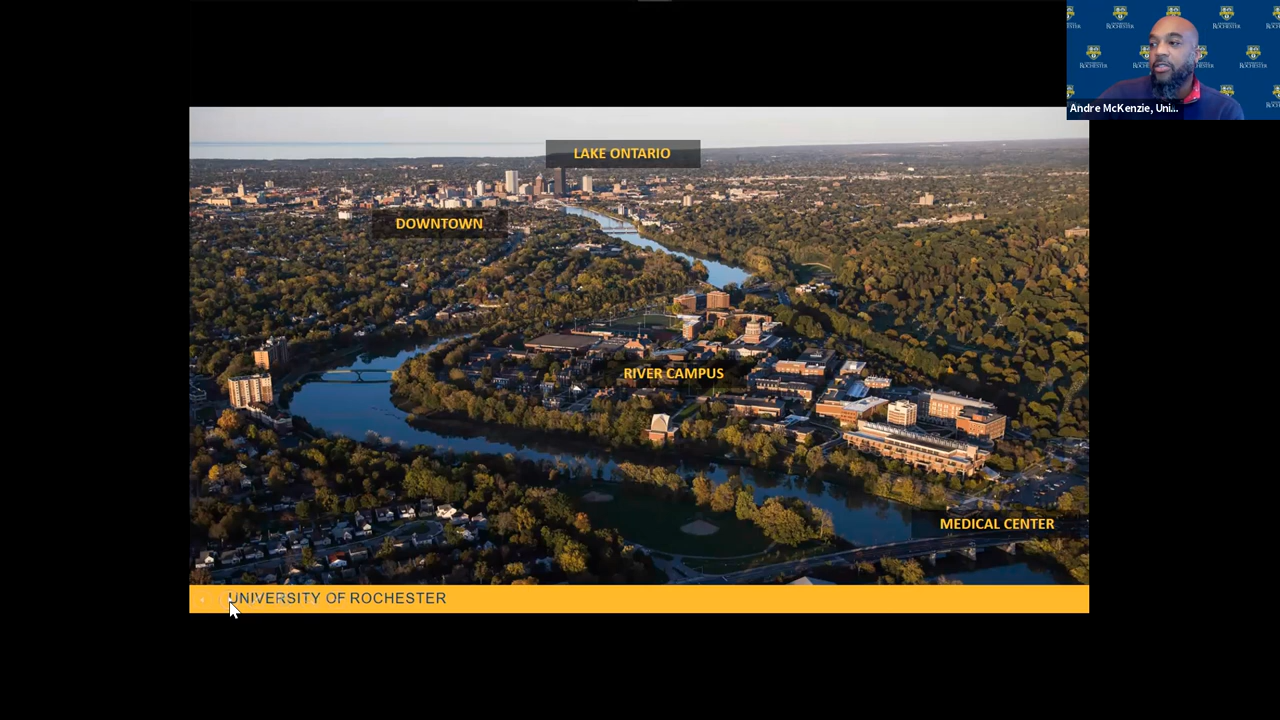 Andre McKenzie, Uni...
LAKE ONTARIO
DOWNTOWN
RIVER CAMPUS
MEDICAL CENTER
UNIVERSITY OF ROCHESTER